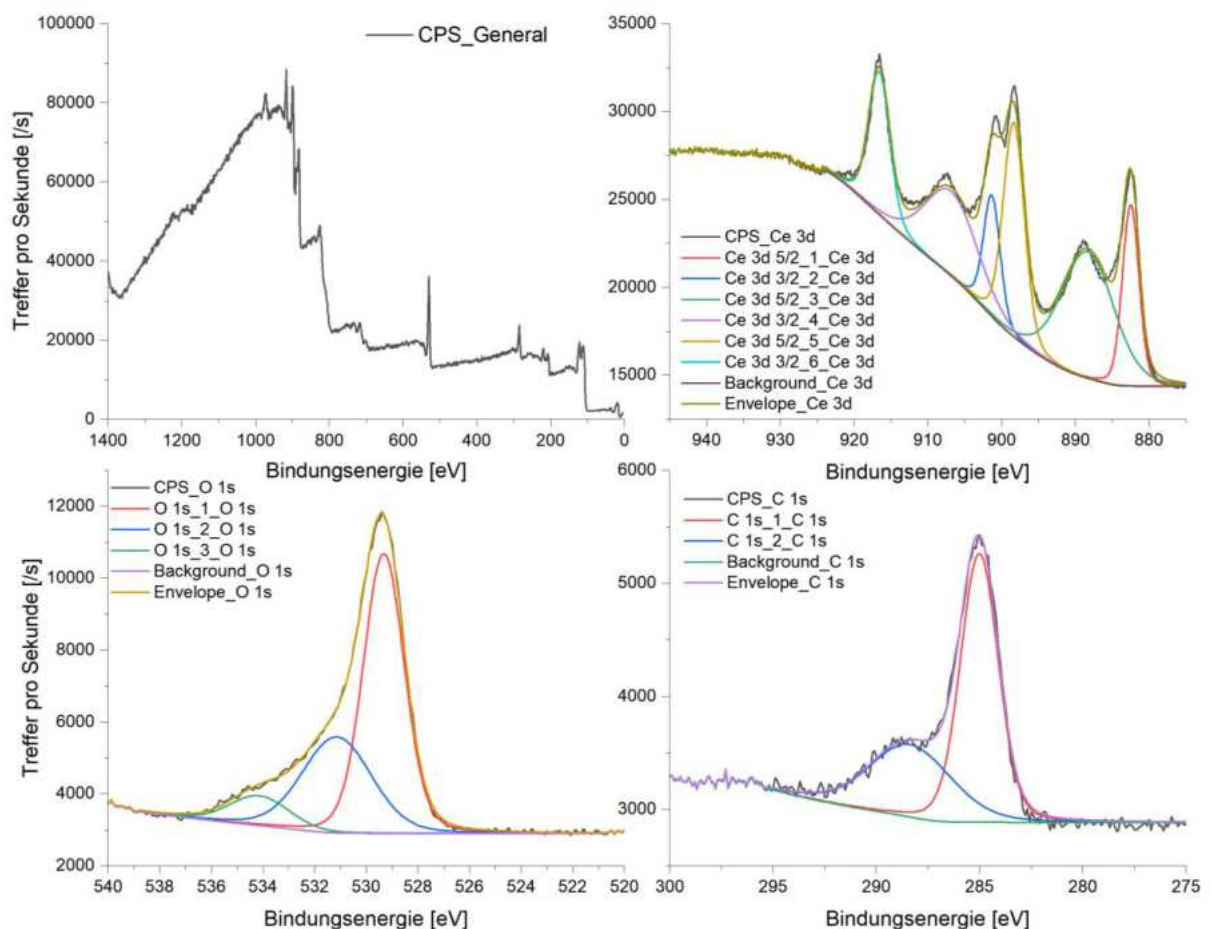 100000
80000
60000
40000
20000
0
Treffer pro Sekunde [/s]
CPS_General
1400 1200 1000 800 600 400 200 0
Bindungsenergie [eV]
35000
30000
25000
20000
15000
CPS_Ce 3d
Ce 3d 5/2_1_Ce 3d
Ce 3d 3/2_2_Ce 3d
Ce 3d 5/2_3_Ce 3d
Ce 3d 3/2_4_Ce 3d
Ce 3d 5/2_5_Ce 3d
Ce 3d 3/2_6_Ce 3d
Background_Ce 3d
Envelope_Ce 3d
940 930 920 910 900 890 880
Bindungsenergie [eV]
12000
10000
8000
6000
4000
2000
Treffer pro Sekunde [/s]
CPS_O 1s
O 1s_1_O 1s
O 1s_2_O 1s
O 1s_3_O 1s
Background_O 1s
Envelope_O 1s
540 538 536 534 532 530 528 526 524 522 520
Bindungsenergie [eV]
6000
5000
4000
3000
CPS_C 1s
C 1s_1_C 1s
C 1s_2_C 1s
Background_C 1s
Envelope_C 1s
300 295 290 285 280 275
Bindungsenergie [eV]